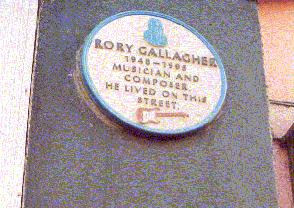 RORY GALLAGHER
1948-1995
MUSICIAN AND
COMPOSER
HE LIVED ON THIS
STREET.